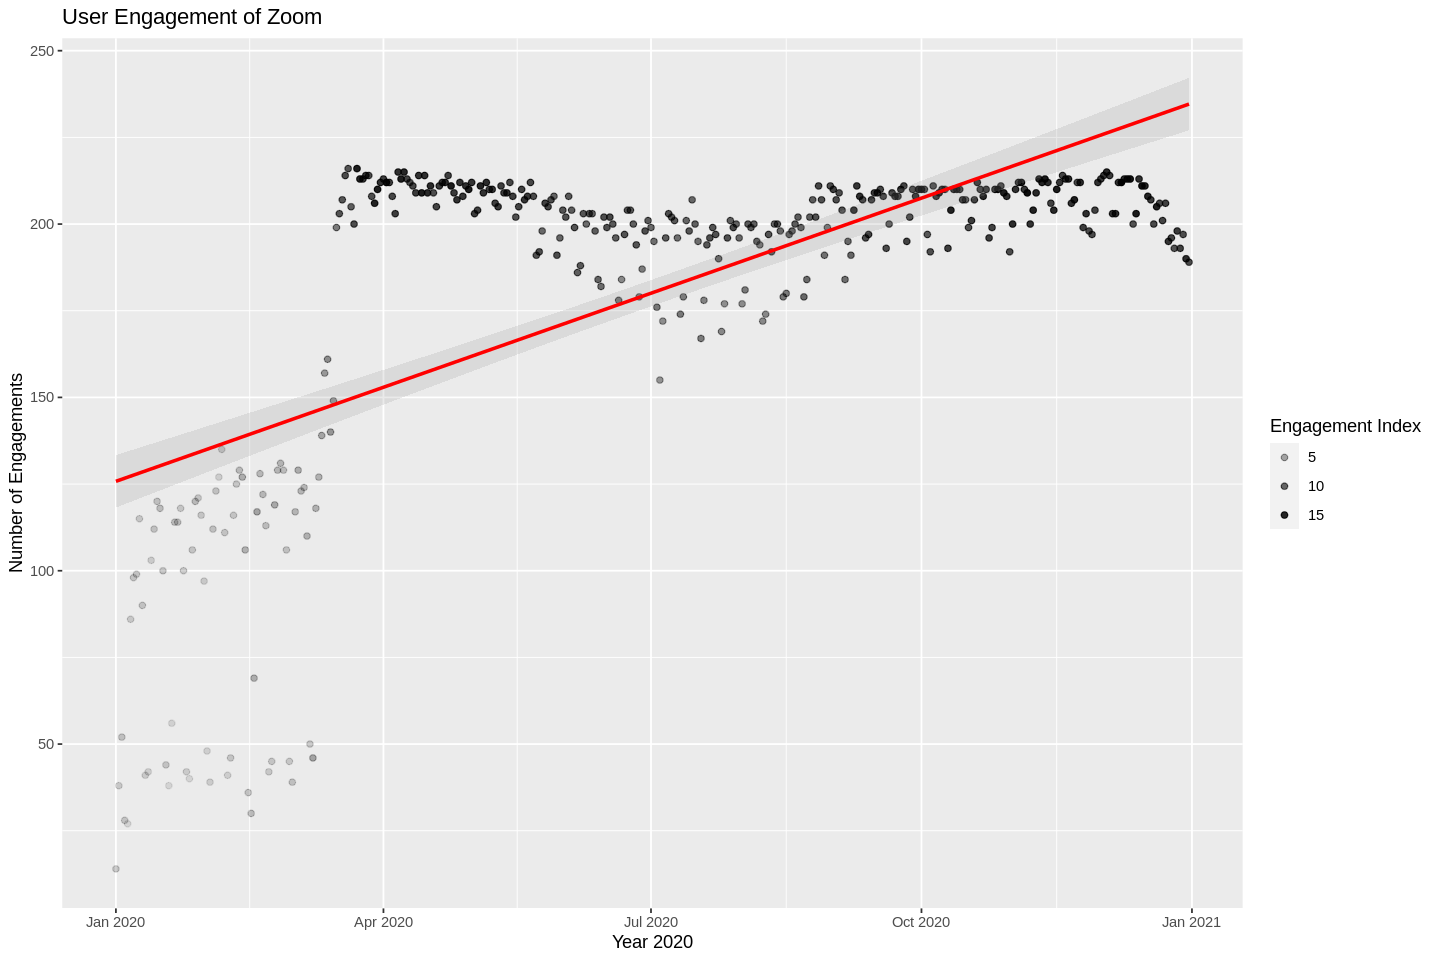 User Engagement of Zoom
250
200
150
100
50
Number of Engagements
Jan 2020
Apr 2020
Jul 2020
Oct 2020
Jan 2021
Year 2020
Engagement Index
5
10
15